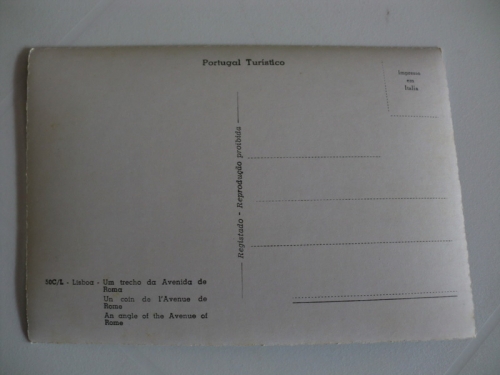 Portugal Turístico
Impresso
em
Italia
Registado - Reprodução proibida
50C/L - Lisboa - Um trecho da Avenida de
Roma
Un coin de l'Avenue de
Rome
An angle of the Avenue of
Rome